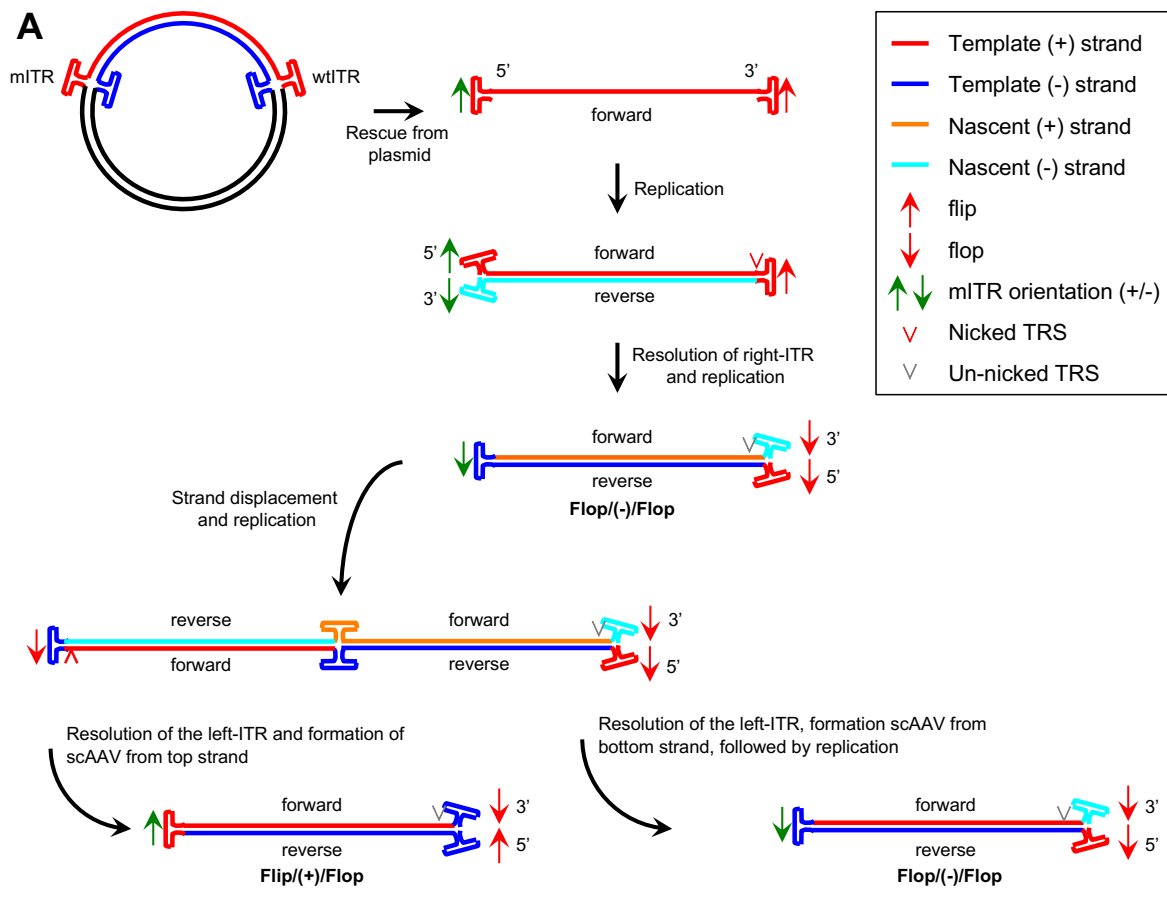 A
mITR
wtITR
Rescue from
plasmid
5’
3’
forward
Replication
5’
3’
forward
reverse
Resolution of right-ITR
and replication
forward
reverse
3’
5’
Flop/(-)/Flop
Strand displacement
and replication
reverse
forward
forward
reverse
3’
5’
Resolution of the left-ITR and formation of
scAAV from top strand
forward
reverse
3’
5’
Flip/(+)/Flop
Resolution of the left-ITR, formation scAAV from
bottom strand, followed by replication
forward
reverse
3’
5’
Flop/(-)/Flop
Template (+) strand
Template (-) strand
Nascent (+) strand
Nascent (-) strand
flip
flop
mITR orientation (+/-)
Nicked TRS
Un-nicked TRS